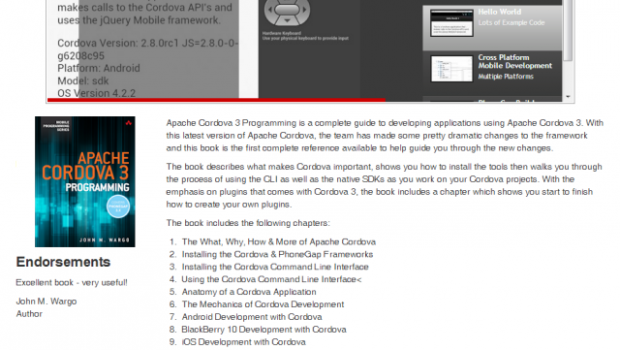 makes calls to the Cordova API's and
uses the jQuery Mobile framework.
Cordova Version: 2.8.0rc1 JS=2.8.0-0-
g6208c95
Platform: Android
Model: sdk
OS Version 4.2.2
Hardware Keyboard
Use your physical keyboard to provide input
Hello World
Lots of Example Code
Cross Platform
Mobile Development
Multiple Platforms
MOBILE
PROGRAMMING
SERIES
APACHE
CORDOVA 3
PROGRAMMING
JOHN M. WARGO
Endorsements
Excellent book - very useful!
John M. Wargo
Author
Apache Cordova 3 Programming is a complete guide to developing applications using Apache Cordova 3. With
this latest version of Apache Cordova, the team has made some pretty dramatic changes to the framework
and this book is the first complete reference available to help guide you through the new changes.
The book describes what makes Cordova important, shows you how to install the tools then walks you through
the process of using the CLI as well as the native SDKs as you work on your Cordova projects. With the
emphasis on plugins that comes with Cordova 3, the book includes a chapter which shows you start to finish
how to create your own plugins.
The book includes the following chapters:
1. The What, Why, How & More of Apache Cordova
2. Installing the Cordova & PhoneGap Frameworks
3. Installing the Cordova Command Line Interface
4. Using the Cordova Command Line Interface<
5. Anatomy of a Cordova Application
6. The Mechanics of Cordova Development
7. Android Development with Cordova
8. BlackBerry 10 Development with Cordova
9. iOS Development with Cordova